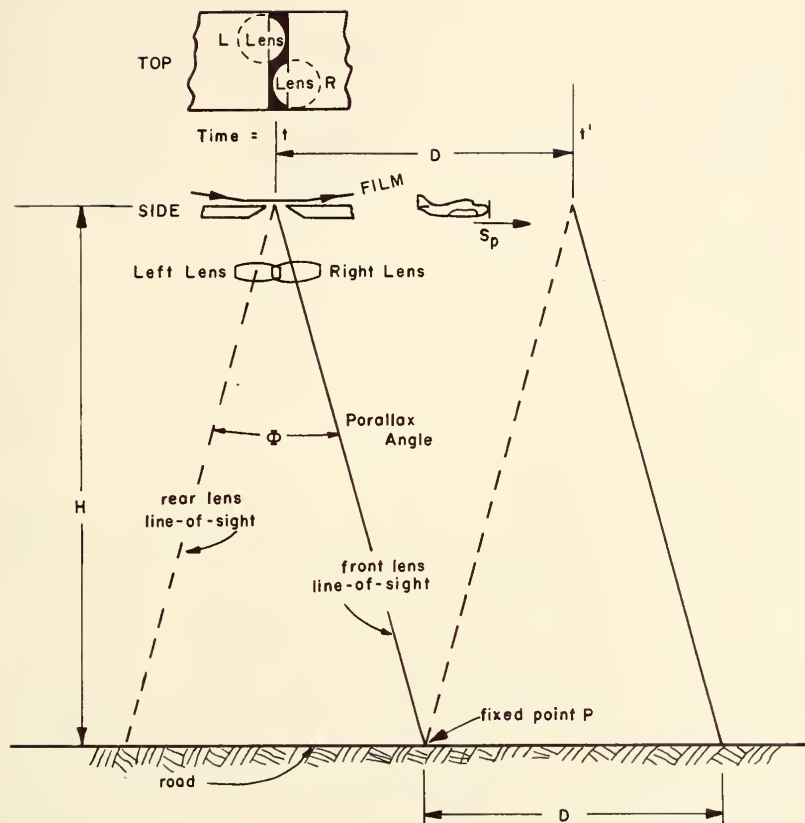 L Lens
TOP
Lens R
Time = t
t'
D
FILM
SIDE
Sp
Left Lens
Right Lens
Porallax
Angle
Φ
H
rear lens
line-of-sight
front lens
line-of-sight
fixed point P
road
D